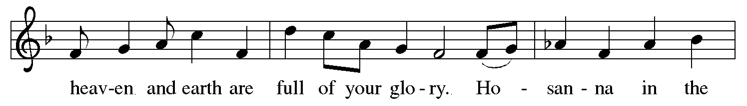 heav-en and earth are full of your glo-ry. Ho - san - na in the